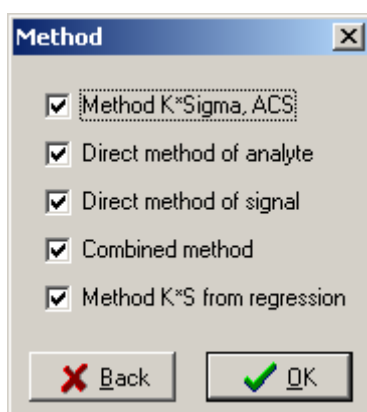 Method
Method K*Sigma, ACS
Direct method of analyte
Direct method of signal
Combined method
Method K*S from regression
Back
OK